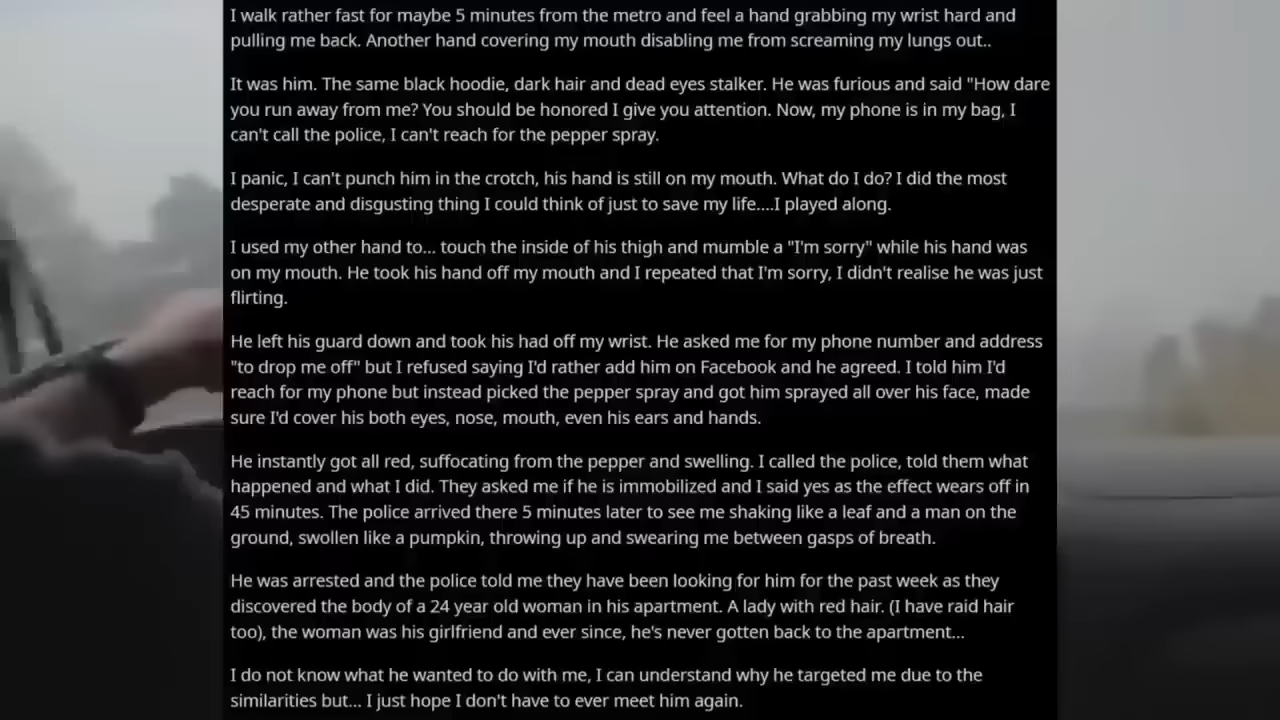 I walk rather fast for maybe 5 minutes from the metro and feel a hand grabbing my wrist hard and
pulling me back. Another hand covering my mouth disabling me from screaming my lungs out..
It was him. The same black hoodie, dark hair and dead eyes stalker. He was furious and said "How dare
you run away from me? You should be honored I give you attention. Now, my phone is in my bag, I
can't call the police, I can't reach for the pepper spray.
I panic, I can't punch him in the crotch, his hand is still on my mouth. What do I do? I did the most
desperate and disgusting thing I could think of just to save my life....I played along.
I used my other hand to... touch the inside of his thigh and mumble a "I'm sorry" while his hand was
on my mouth. He took his hand off my mouth and I repeated that I'm sorry, I didn't realise he was just
flirting.
He left his guard down and took his had off my wrist. He asked me for my phone number and address
"to drop me off" but I refused saying I'd rather add him on Facebook and he agreed. I told him I'd
reach for my phone but instead picked the pepper spray and got him sprayed all over his face, made
sure I'd cover his both eyes, nose, mouth, even his ears and hands.
He instantly got all red, suffocating from the pepper and swelling. I called the police, told them what
happened and what I did. They asked me if he is immobilized and I said yes as the effect wears off in
45 minutes. The police arrived there 5 minutes later to see me shaking like a leaf and a man on the
ground, swollen like a pumpkin, throwing up and swearing me between gasps of breath.
He was arrested and the police told me they have been looking for him for the past week as they
discovered the body of a 24 year old woman in his apartment. A lady with red hair. (I have raid hair
too), the woman was his girlfriend and ever since, he's never gotten back to the apartment...
I do not know what he wanted to do with me, I can understand why he targeted me due to the
similarities but... I just hope I don't have to ever meet him again.